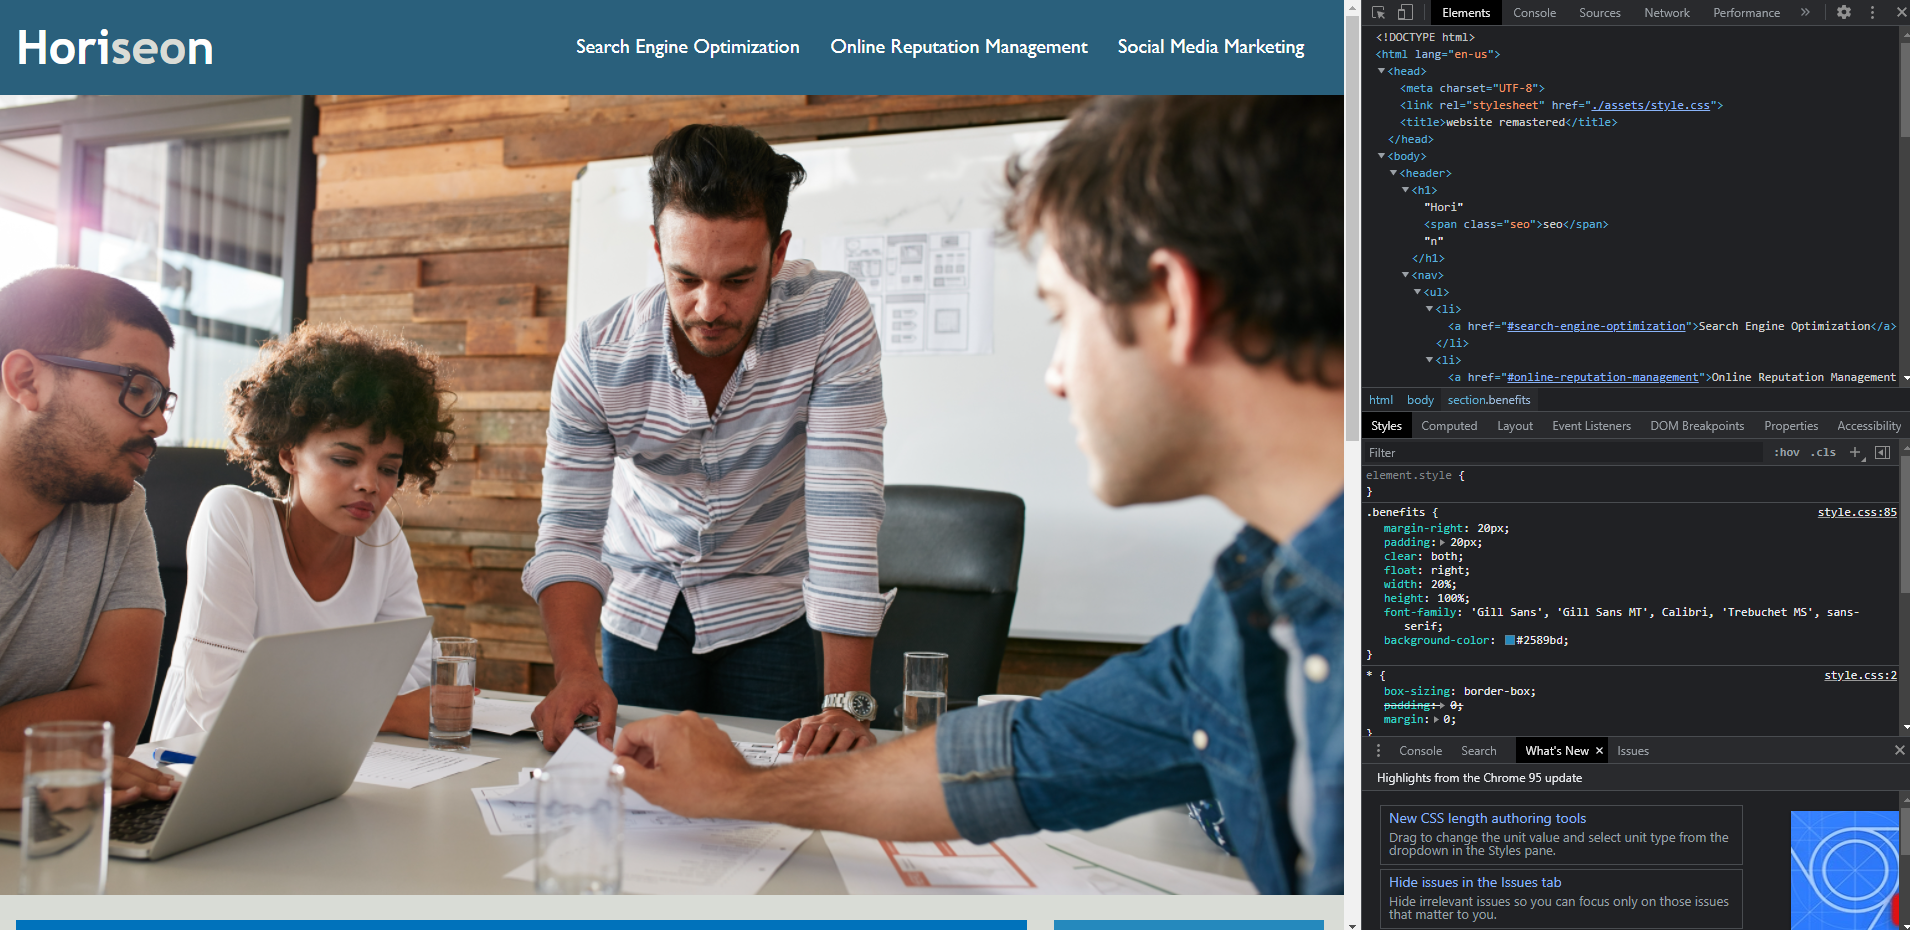 Horiseon
Search Engine Optimization Online Reputation Management Social Media Marketing
Elements Console Sources Network Performance »
<!DOCTYPE html>
<html lang="en-us">
<head>
<meta charset="UTF-8">
<link rel="stylesheet" href="./assets/style.css">
<title>website remastered</title>
</head>
<body>
<header>
<h1>
"Hori"
<span class="seo">seo</span>
"n"
</h1>
<nav>
<ul>
<li>
<a href="#search-engine-optimization">Search Engine Optimization</a>
</li>
<li>
<a href="#online-reputation-management">Online Reputation Management
html body section.benefits
Styles Computed Layout Event Listeners DOM Breakpoints Properties Accessibility
Filter :hov .cls +
element.style {
}
.benefits { style.css:85
margin-right: 20px;
padding: 20px;
clear: both;
float: right;
width: 20%;
height: 100%;
font-family: 'Gill Sans', 'Gill Sans MT', Calibri, 'Trebuchet MS', sans-
serif;
background-color: #2589bd;
}
* { style.css:2
box-sizing: border-box;
padding: 0;
margin: 0;
}
Console Search What's New × Issues
Highlights from the Chrome 95 update
New CSS length authoring tools
Drag to change the unit value and select unit type from the
dropdown in the Styles pane.
Hide issues in the Issues tab
Hide irrelevant issues so you can focus only on those issues
that matter to you.